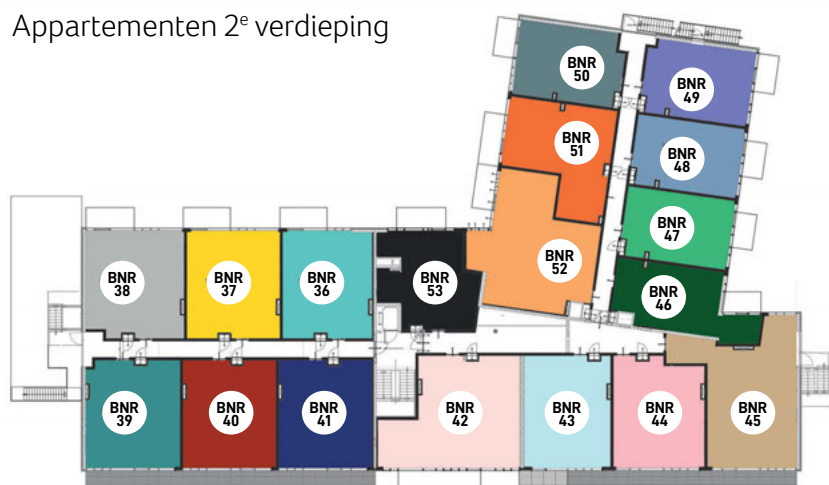 Appartementen 2e verdieping
BNR
50
BNR
49
BNR
51
BNR
48
BNR
47
BNR
52
BNR
46
BNR
38
BNR
37
BNR
36
BNR
53
BNR
39
BNR
40
BNR
41
BNR
42
BNR
43
BNR
44
BNR
45